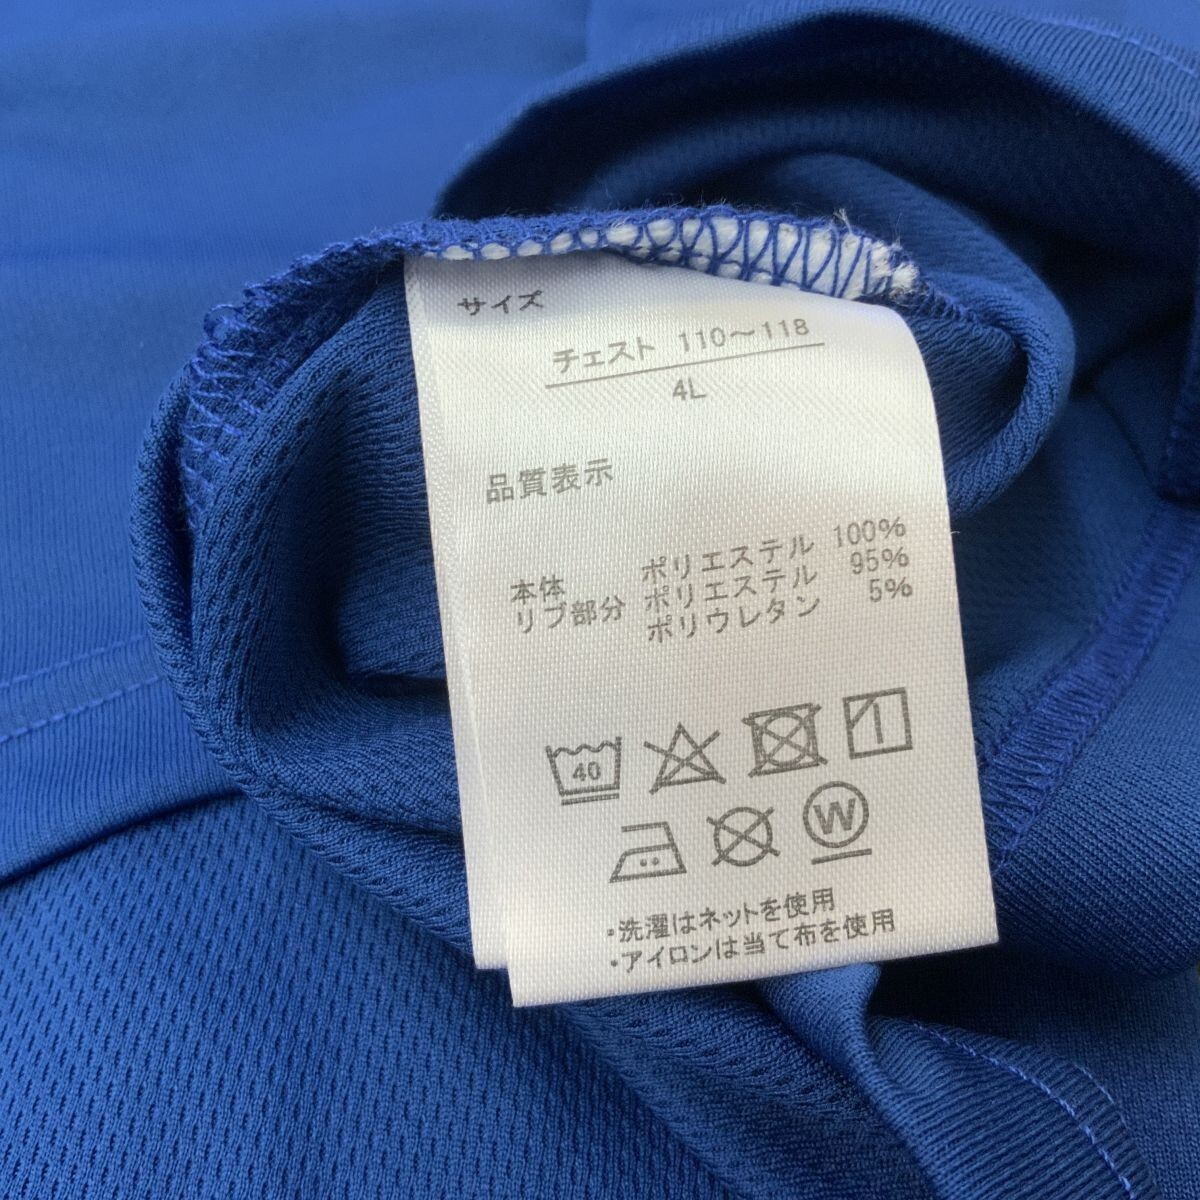 サイズ
チェスト 110～118
4L
品質表示
本体 ポリエステル 100%
リブ部分 ポリエステル 95%
ポリウレタン 5%
40
W
・洗濯はネットを使用
・アイロンは当て布を使用